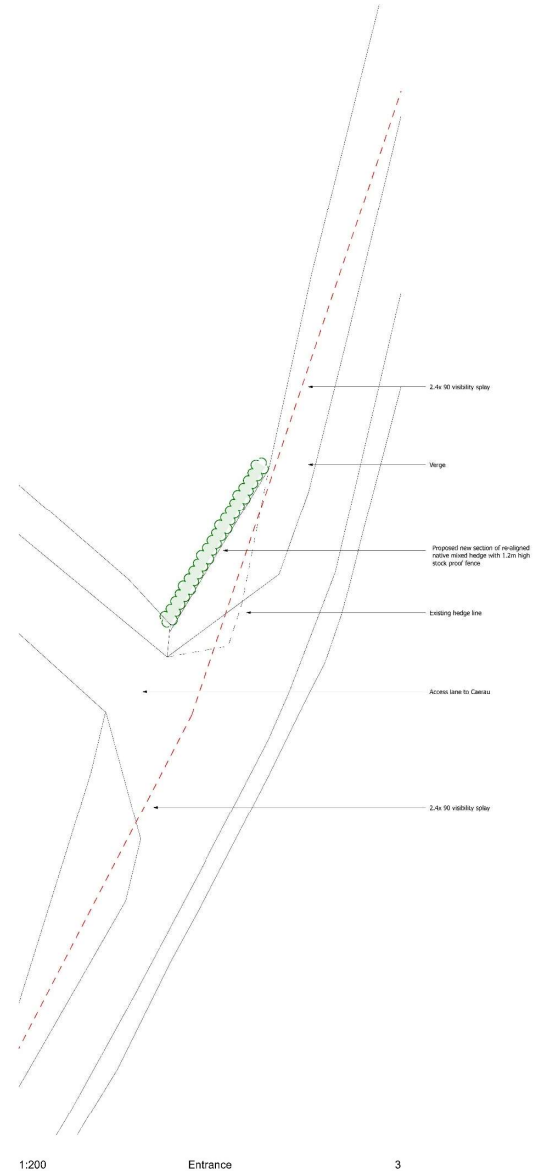 2.4x 90 visibility splay
Verge
Proposed new section of re-aligned
native mixed hedge with 1.2m high
stock proof fence
Existing hedge line
Access lane to Caerau
2.4x 90 visibility splay
1:200 Entrance 3